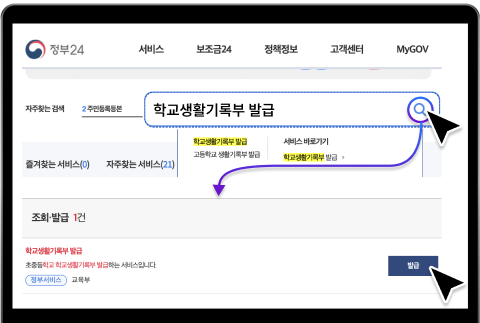 정부24 서비스 보조금24 정책정보 고객센터 MyGOV
자주찾는 검색 2 주민등록등본 학교생활기록부 발급
학교생활기록부 발급 서비스 바로가기
고등학교 생활기록부 발급 학교생활기록부 발급 >
즐겨찾는 서비스(0) 자주찾는 서비스(21)
조회·발급 1건
학교생활기록부 발급
초중등학교 학교생활기록부 발급하는 서비스입니다. 발급
정부서비스 교육부